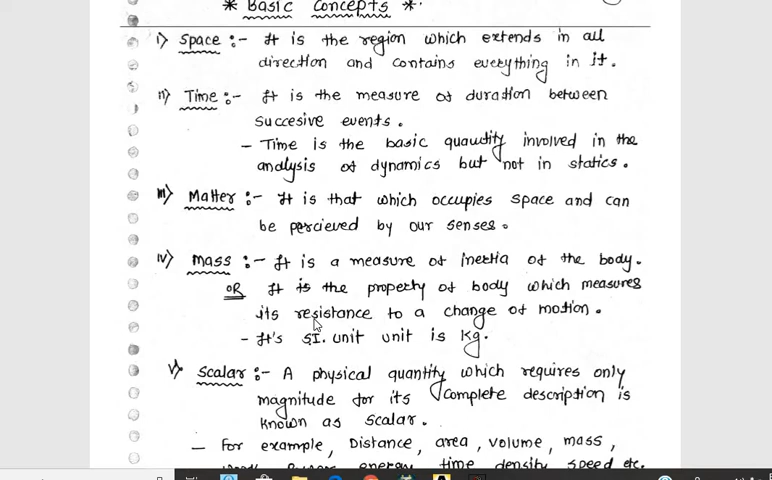 * Basic Concepts *
i) Space :- It is the region which extends in all
direction and contains everything in it.
ii) Time :- It is the measure of duration between
succesive events.
- Time is the basic quantity involved in the
analysis of dynamics but not in statics.
iii) Matter :- It is that which occupies space and can
be percieved by our senses.
iv) Mass :- It is a measure of inertia of the body.
OR It is the property of body which measures
its resistance to a change of motion.
- It's SI. unit unit is kg.
v) Scalar :- A physical quantity which requires only
magnitude for its complete description is
known as scalar.
- For example, Distance, area, volume, mass,
energy time density speed etc.